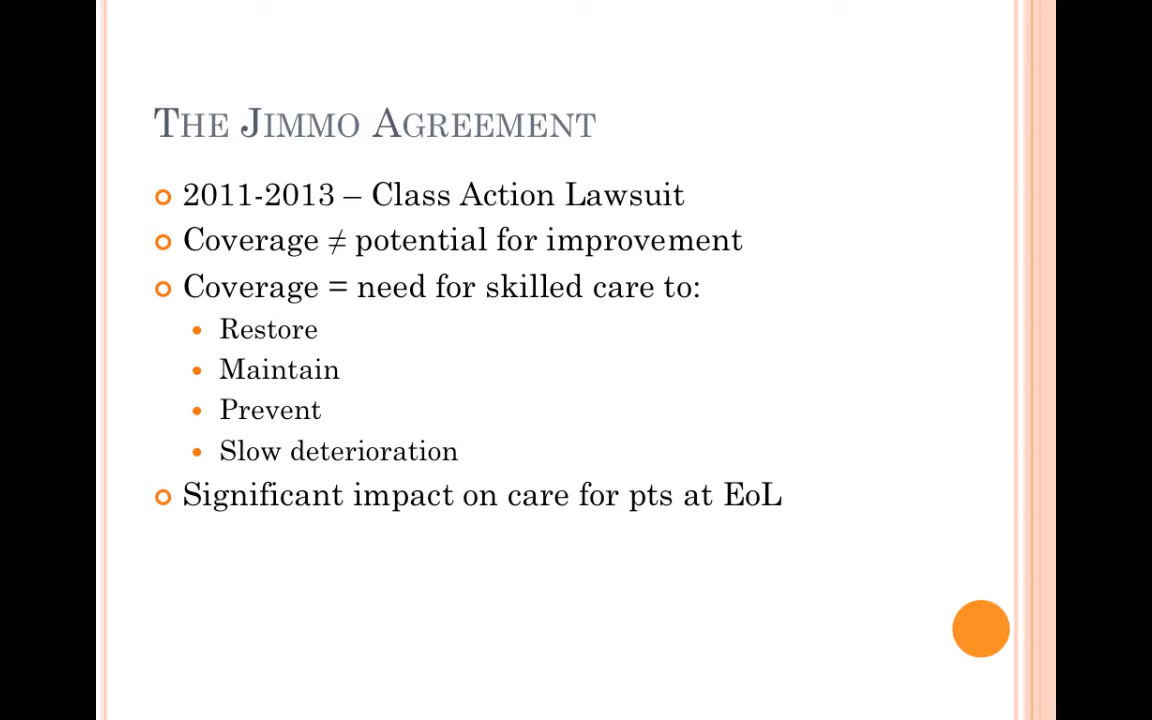 The Jimmo Agreement
2011-2013 – Class Action Lawsuit
Coverage ≠ potential for improvement
Coverage = need for skilled care to:
Restore
Maintain
Prevent
Slow deterioration
Significant impact on care for pts at EoL